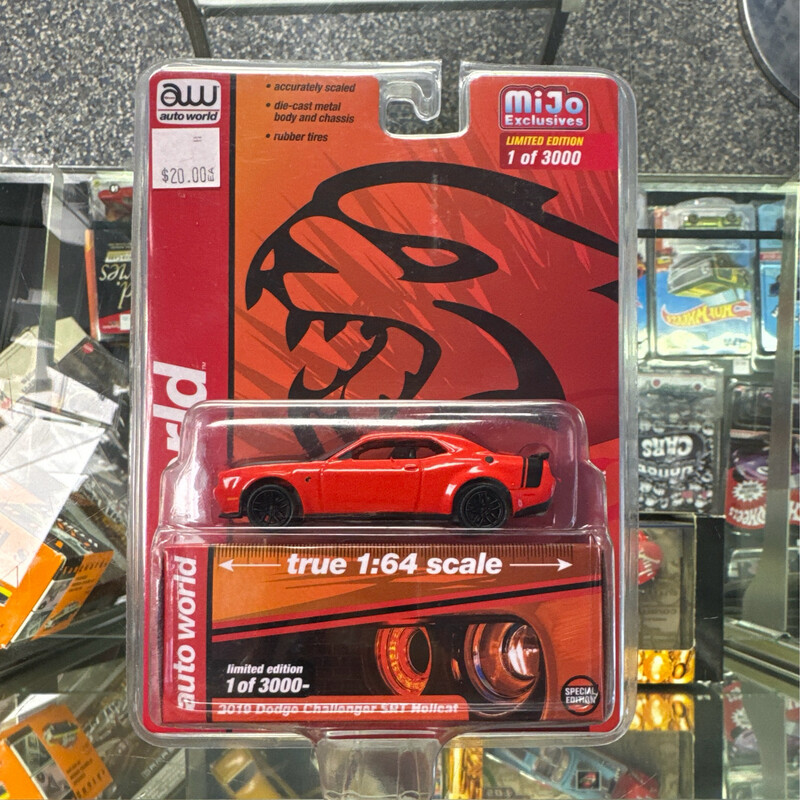 aw
auto world
$20.00
• accurately scaled
• die-cast metal
body and chassis
• rubber tires
MiJo
Exclusives
LIMITED EDITION
1 of 3000
rld
true 1:64 scale
auto world
limited edition
1 of 3000-
2019 Dodge Challenger SRT Hellcat
SPECIAL
EDITION
CARS